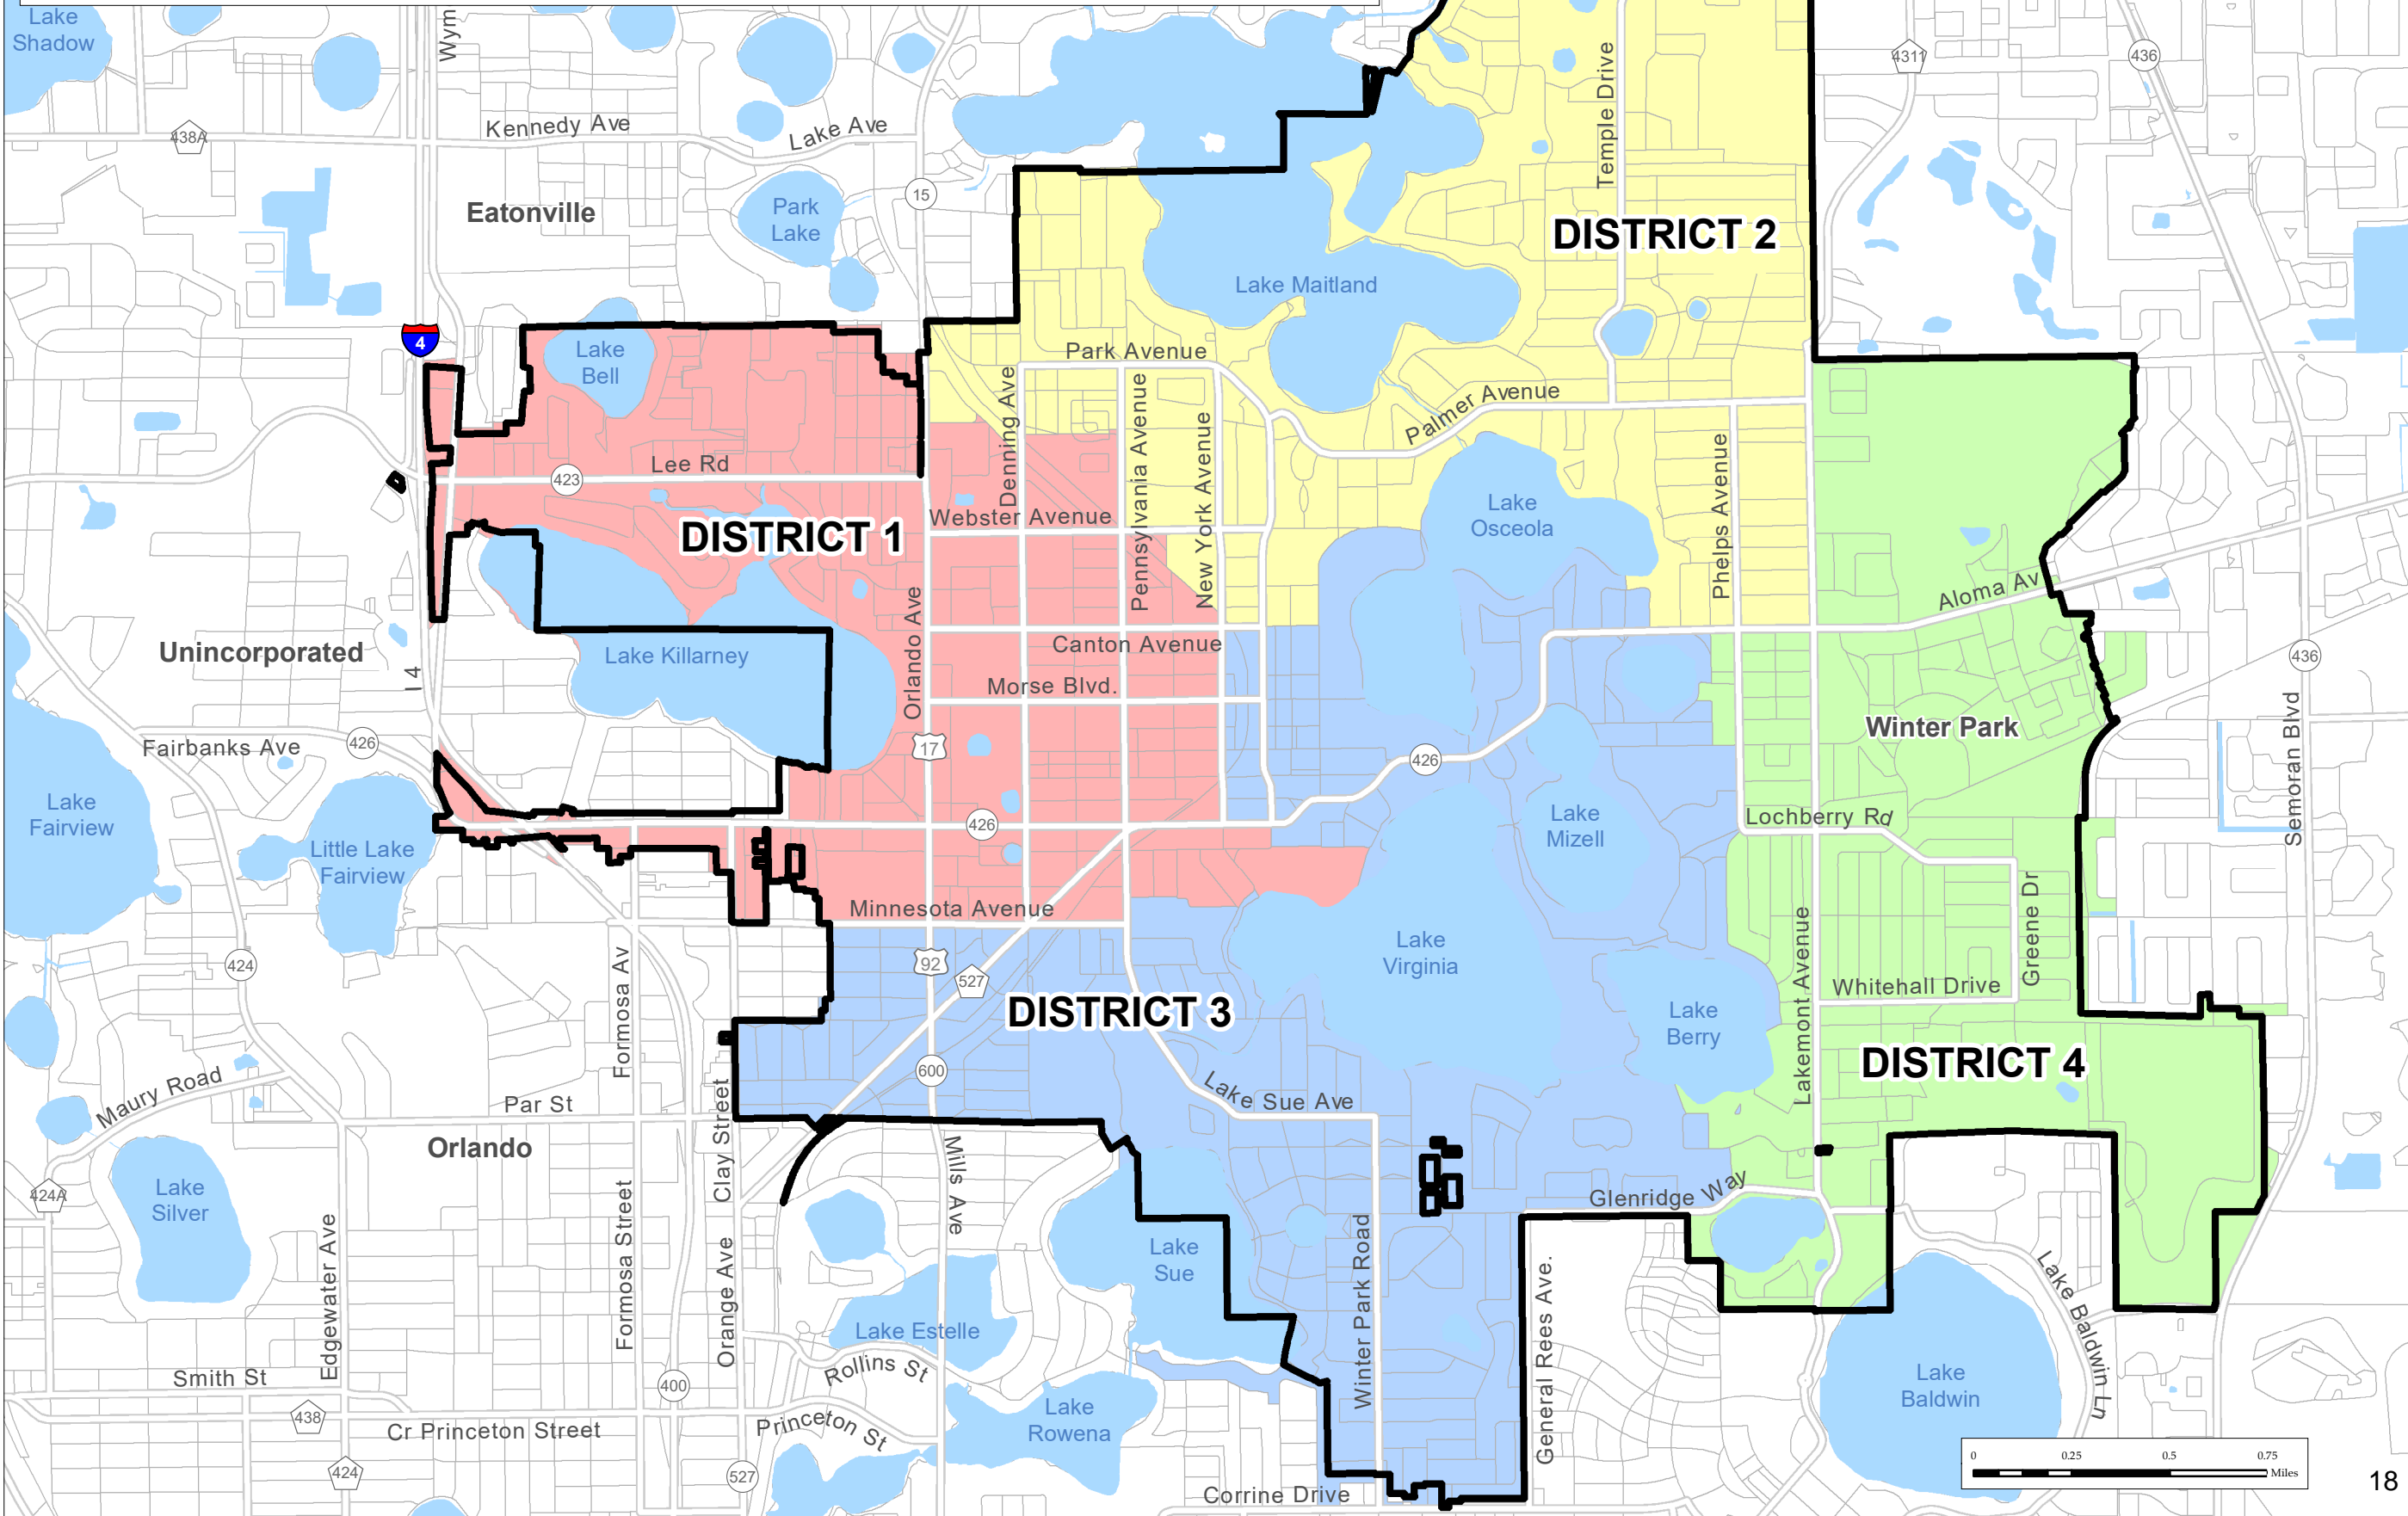 Lake
Shadow
Wym
4311
436
438A
Kennedy Ave
Lake Ave
Temple Drive
Eatonville
Park
Lake
15
DISTRICT 2
Lake Maitland
4
Lake
Bell
Park Avenue
Denning Ave
Pennsylvania Avenue
New York Avenue
Palmer Avenue
Phelps Avenue
Lee Rd
423
Lake
Osceola
Webster Avenue
DISTRICT 1
Aloma Av
Orlando Ave
Unincorporated
I 4
Lake Killarney
Canton Avenue
436
Morse Blvd.
Winter Park
Semoran Blvd
Fairbanks Ave
426
17
426
Lake
Fairview
Lake
Mizell
Lochberry Rd
426
Little Lake
Fairview
Greene Dr
Minnesota Avenue
Lakemont Avenue
Lake
Virginia
424
Formosa Av
92
527
Whitehall Drive
DISTRICT 3
Lake
Berry
DISTRICT 4
600
Maury Road
Par St
Clay Street
Lake Sue Ave
Orlando
Mills Ave
424A
Lake
Silver
Glenridge Way
Edgewater Ave
Formosa Street
Orange Ave
Lake
Sue
Winter Park Road
General Rees Ave.
Lake Baldwin Ln
Lake Estelle
Rollins St
Smith St
400
Lake
Baldwin
438
Cr Princeton Street
Princeton St
Lake
Rowena
424
527
Corrine Drive
0 0.25 0.5 0.75
Miles
18